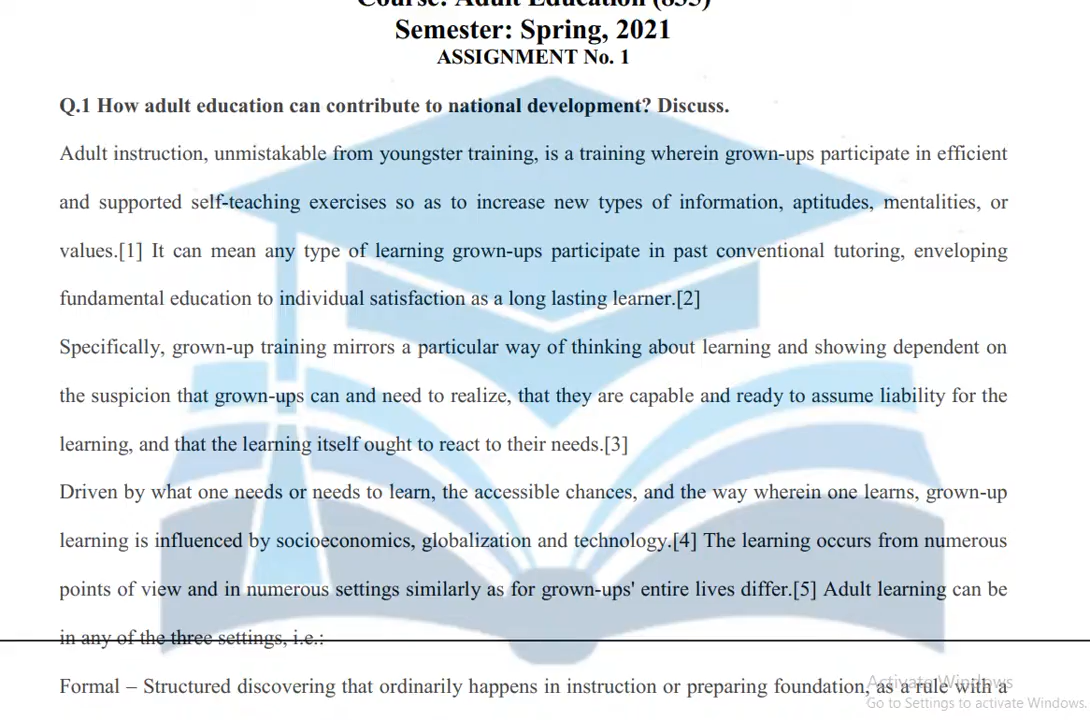 Course: Adult Education (855)
Semester: Spring, 2021
ASSIGNMENT No. 1
Q.1 How adult education can contribute to national development? Discuss.
Adult instruction, unmistakable from youngster training, is a training wherein grown-ups participate in efficient
and supported self-teaching exercises so as to increase new types of information, aptitudes, mentalities, or
values.[1] It can mean any type of learning grown-ups participate in past conventional tutoring, enveloping
fundamental education to individual satisfaction as a long lasting learner.[2]
Specifically, grown-up training mirrors a particular way of thinking about learning and showing dependent on
the suspicion that grown-ups can and need to realize, that they are capable and ready to assume liability for the
learning, and that the learning itself ought to react to their needs.[3]
Driven by what one needs or needs to learn, the accessible chances, and the way wherein one learns, grown-up
learning is influenced by socioeconomics, globalization and technology.[4] The learning occurs from numerous
points of view and in numerous settings similarly as for grown-ups' entire lives differ.[5] Adult learning can be
in any of the three settings, i.e.:
Formal – Structured discovering that ordinarily happens in instruction or preparing foundation, as a rule with a
Activate Windows
Go to Settings to activate Windows.